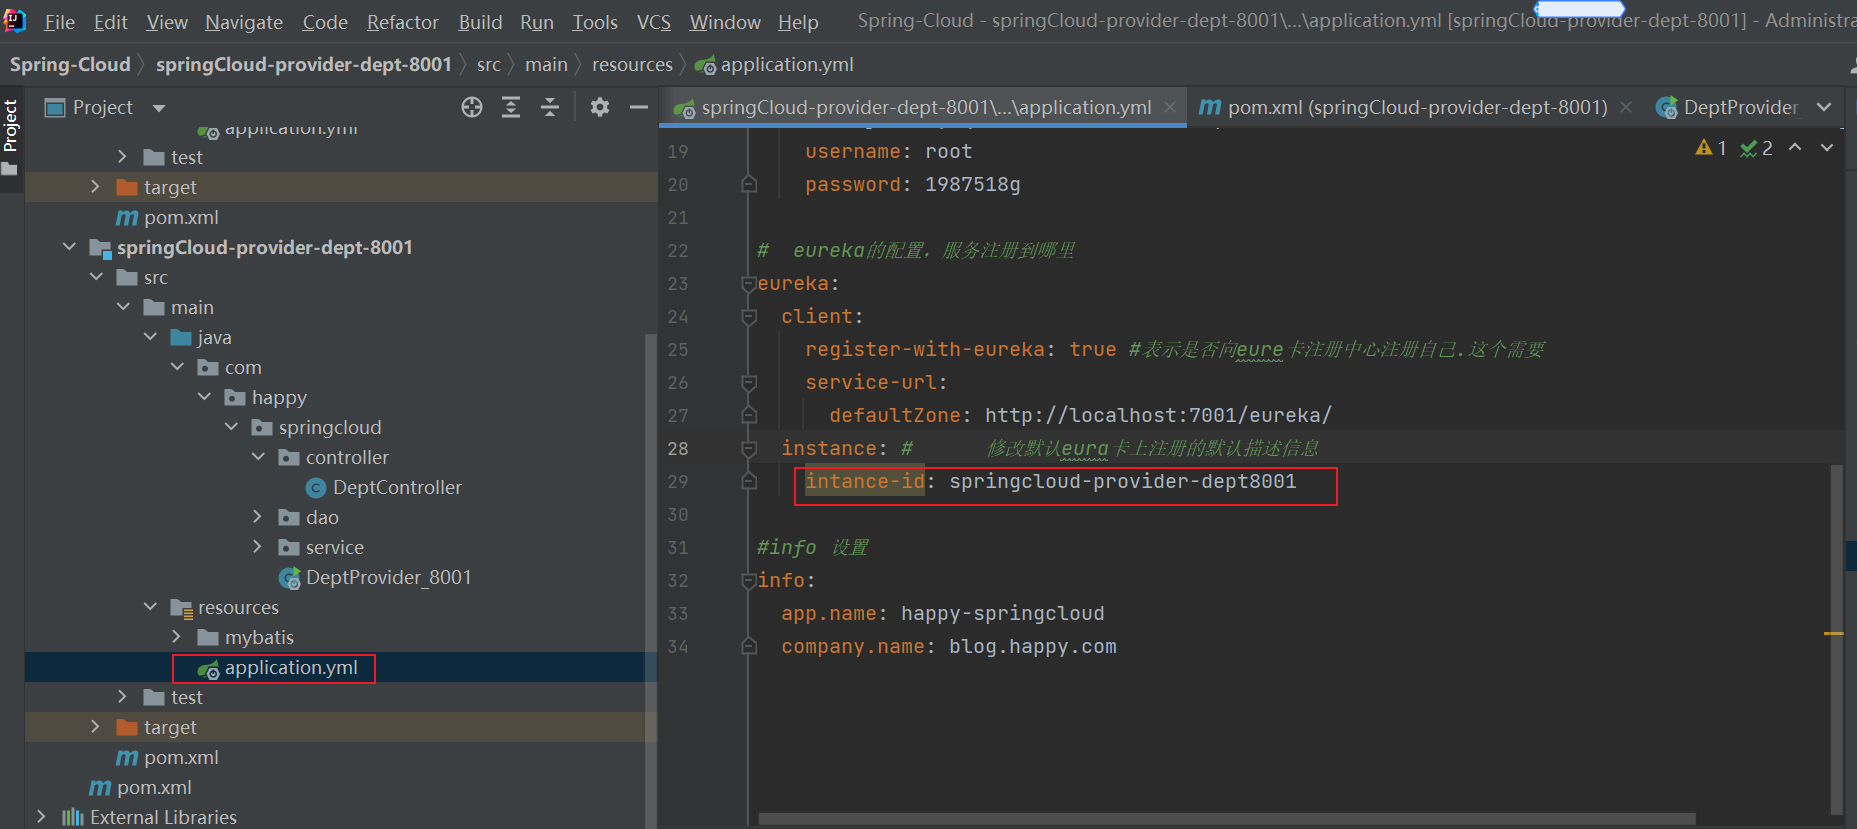 File Edit View Navigate Code Refactor Build Run Tools VCS Window Help Spring-Cloud - springCloud-provider-dept-8001\...\application.yml [springCloud-provider-dept-8001] - Administra
Spring-Cloud springCloud-provider-dept-8001 src main resources application.yml
Project
Project
application.yml
test
target
pom.xml
springCloud-provider-dept-8001
src
main
java
com
happy
springcloud
controller
DeptController
dao
service
DeptProvider_8001
resources
mybatis
application.yml
test
target
pom.xml
pom.xml
External Libraries
springCloud-provider-dept-8001\...\application.yml pom.xml (springCloud-provider-dept-8001) DeptProvider_
1 2
19 username: root
20 password: 1987518g
21
22 # eureka的配置，服务注册到哪里
23 eureka:
24 client:
25 register-with-eureka: true #表示是否向eure卡注册中心注册自己.这个需要
26 service-url:
27 defaultZone: http://localhost:7001/eureka/
28 instance: # 修改默认eura卡上注册的默认描述信息
29 intance-id: springcloud-provider-dept8001
30
31 #info 设置
32 info:
33 app.name: happy-springcloud
34 company.name: blog.happy.com